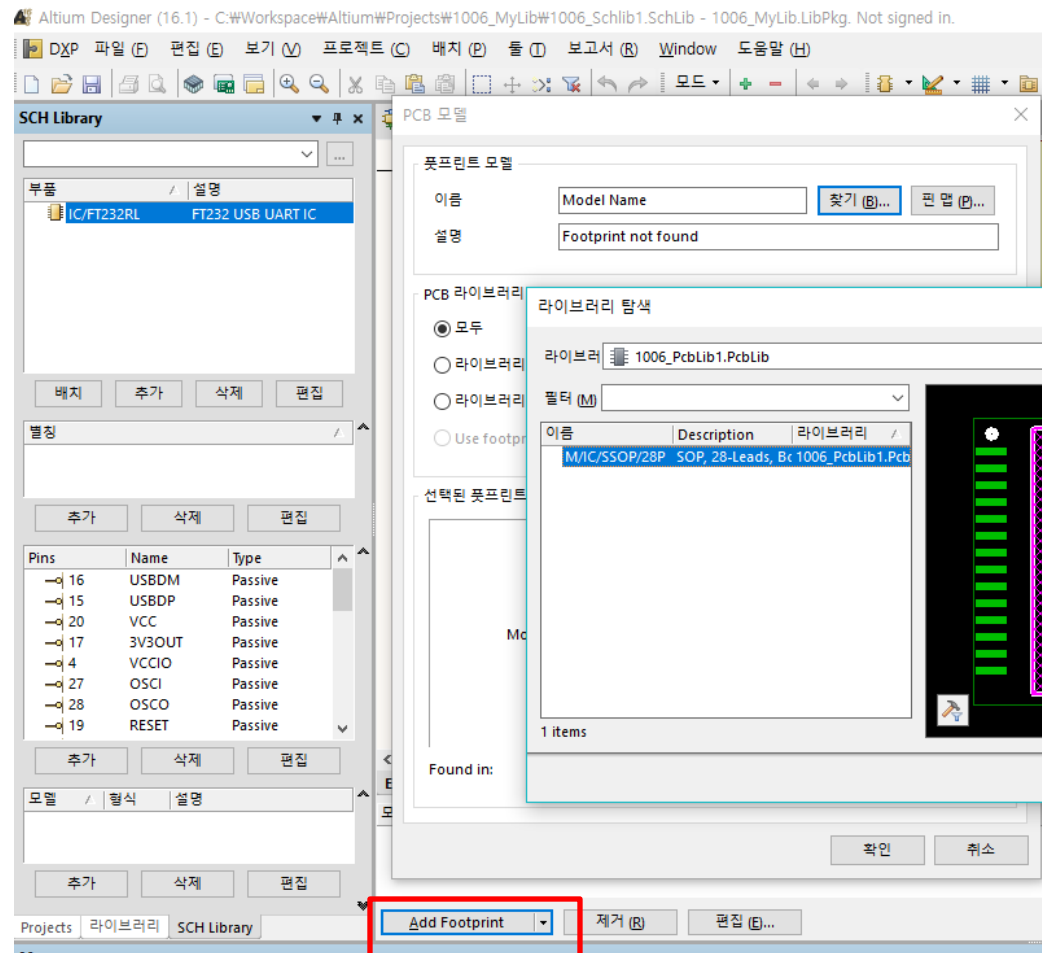 Altium Designer (16.1) - C:₩Workspace₩Altium₩Projects₩1006_MyLib₩1006_Schlib1.SchLib - 1006_MyLib.LibPkg. Not signed in.
DXP 파일 (F) 편집 (E) 보기 (V) 프로젝트 (C) 배치 (P) 툴 (T) 보고서 (R) Window 도움말 (H)
모드
SCH Library
...
부품 설명
IC/FT232RL FT232 USB UART IC
배치 추가 삭제 편집
별칭
추가 삭제 편집
Pins Name Type
16 USBDM Passive
15 USBDP Passive
20 VCC Passive
17 3V3OUT Passive
4 VCCIO Passive
27 OSCI Passive
28 OSCO Passive
19 RESET Passive
추가 삭제 편집
모델 형식 설명
추가 삭제 편집
Projects 라이브러리 SCH Library
PCB 모델
풋프린트 모델
이름 Model Name 찾기 (B)... 핀 맵 (P)...
설명 Footprint not found
PCB 라이브러리
모두
라이브러리
라이브러리
Use footpr
선택된 풋프린트
Mo
Found in:
확인 취소
라이브러리 탐색
라이브러 1006_PcbLib1.PcbLib
필터 (M)
이름 Description 라이브러리
M/IC/SSOP/28P SOP, 28-Leads, Bc 1006_PcbLib1.Pcb
1 items
Add Footprint 제거 (R) 편집 (E)...